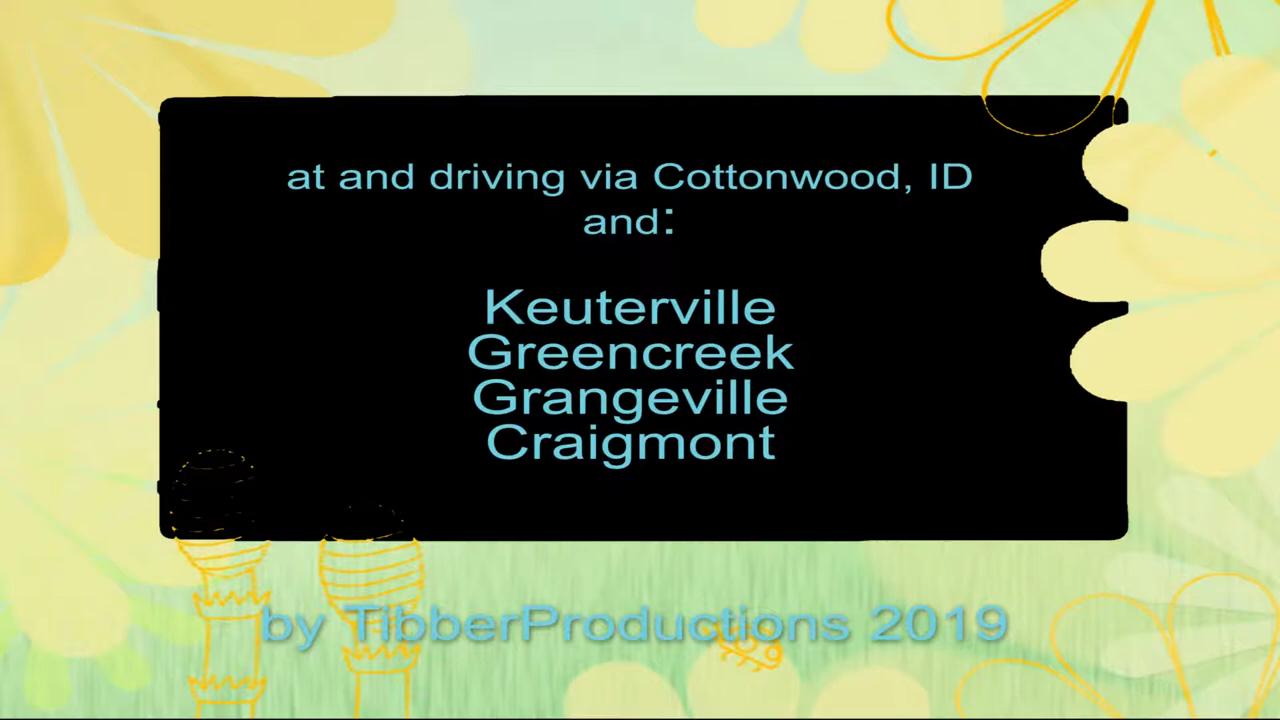 at and driving via Cottonwood, ID
and:
Keuterville
Greencreek
Grangeville
Craigmont
by TibberProductions 2019